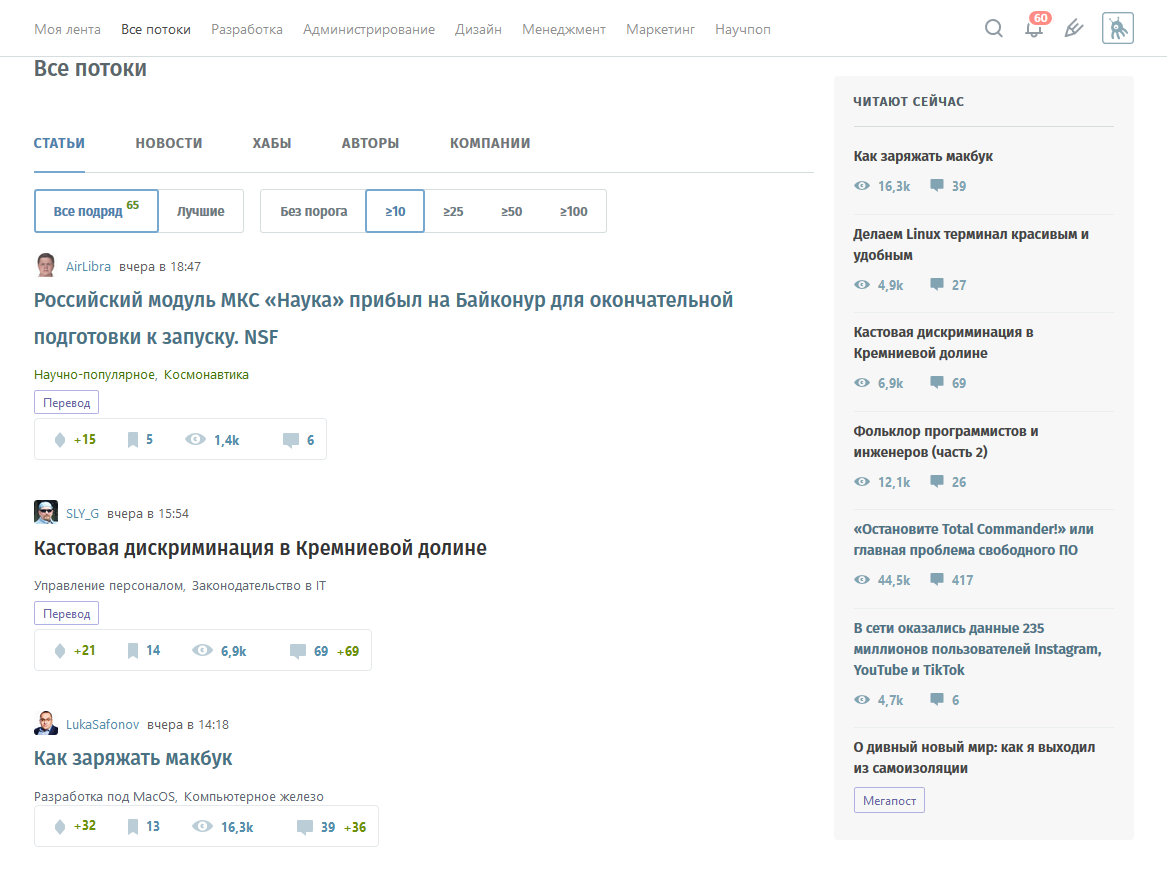 Моя лента Все потоки Разработка Администрирование Дизайн Менеджмент Маркетинг Научпоп 60
Все потоки
СТАТЬИ НОВОСТИ ХАБЫ АВТОРЫ КОМПАНИИ
Все подряд 65 Лучшие Без порога ≥10 ≥25 ≥50 ≥100
AirLibra вчера в 18:47
Российский модуль МКС «Наука» прибыл на Байконур для окончательной
подготовки к запуску. NSF
Научно-популярное, Космонавтика
Перевод
+15 5 1,4k 6
SLY_G вчера в 15:54
Кастовая дискриминация в Кремниевой долине
Управление персоналом, Законодательство в IT
Перевод
+21 14 6,9k 69 +69
LukaSafonov вчера в 14:18
Как заряжать макбук
Разработка под MacOS, Компьютерное железо
+32 13 16,3k 39 +36
ЧИТАЮТ СЕЙЧАС
Как заряжать макбук
16,3k 39
Делаем Linux терминал красивым и
удобным
4,9k 27
Кастовая дискриминация в
Кремниевой долине
6,9k 69
Фольклор программистов и
инженеров (часть 2)
12,1k 26
«Остановите Total Commander!» или
главная проблема свободного ПО
44,5k 417
В сети оказались данные 235
миллионов пользователей Instagram,
YouTube и TikTok
4,7k 6
О дивный новый мир: как я выходил
из самоизоляции
Мегапост